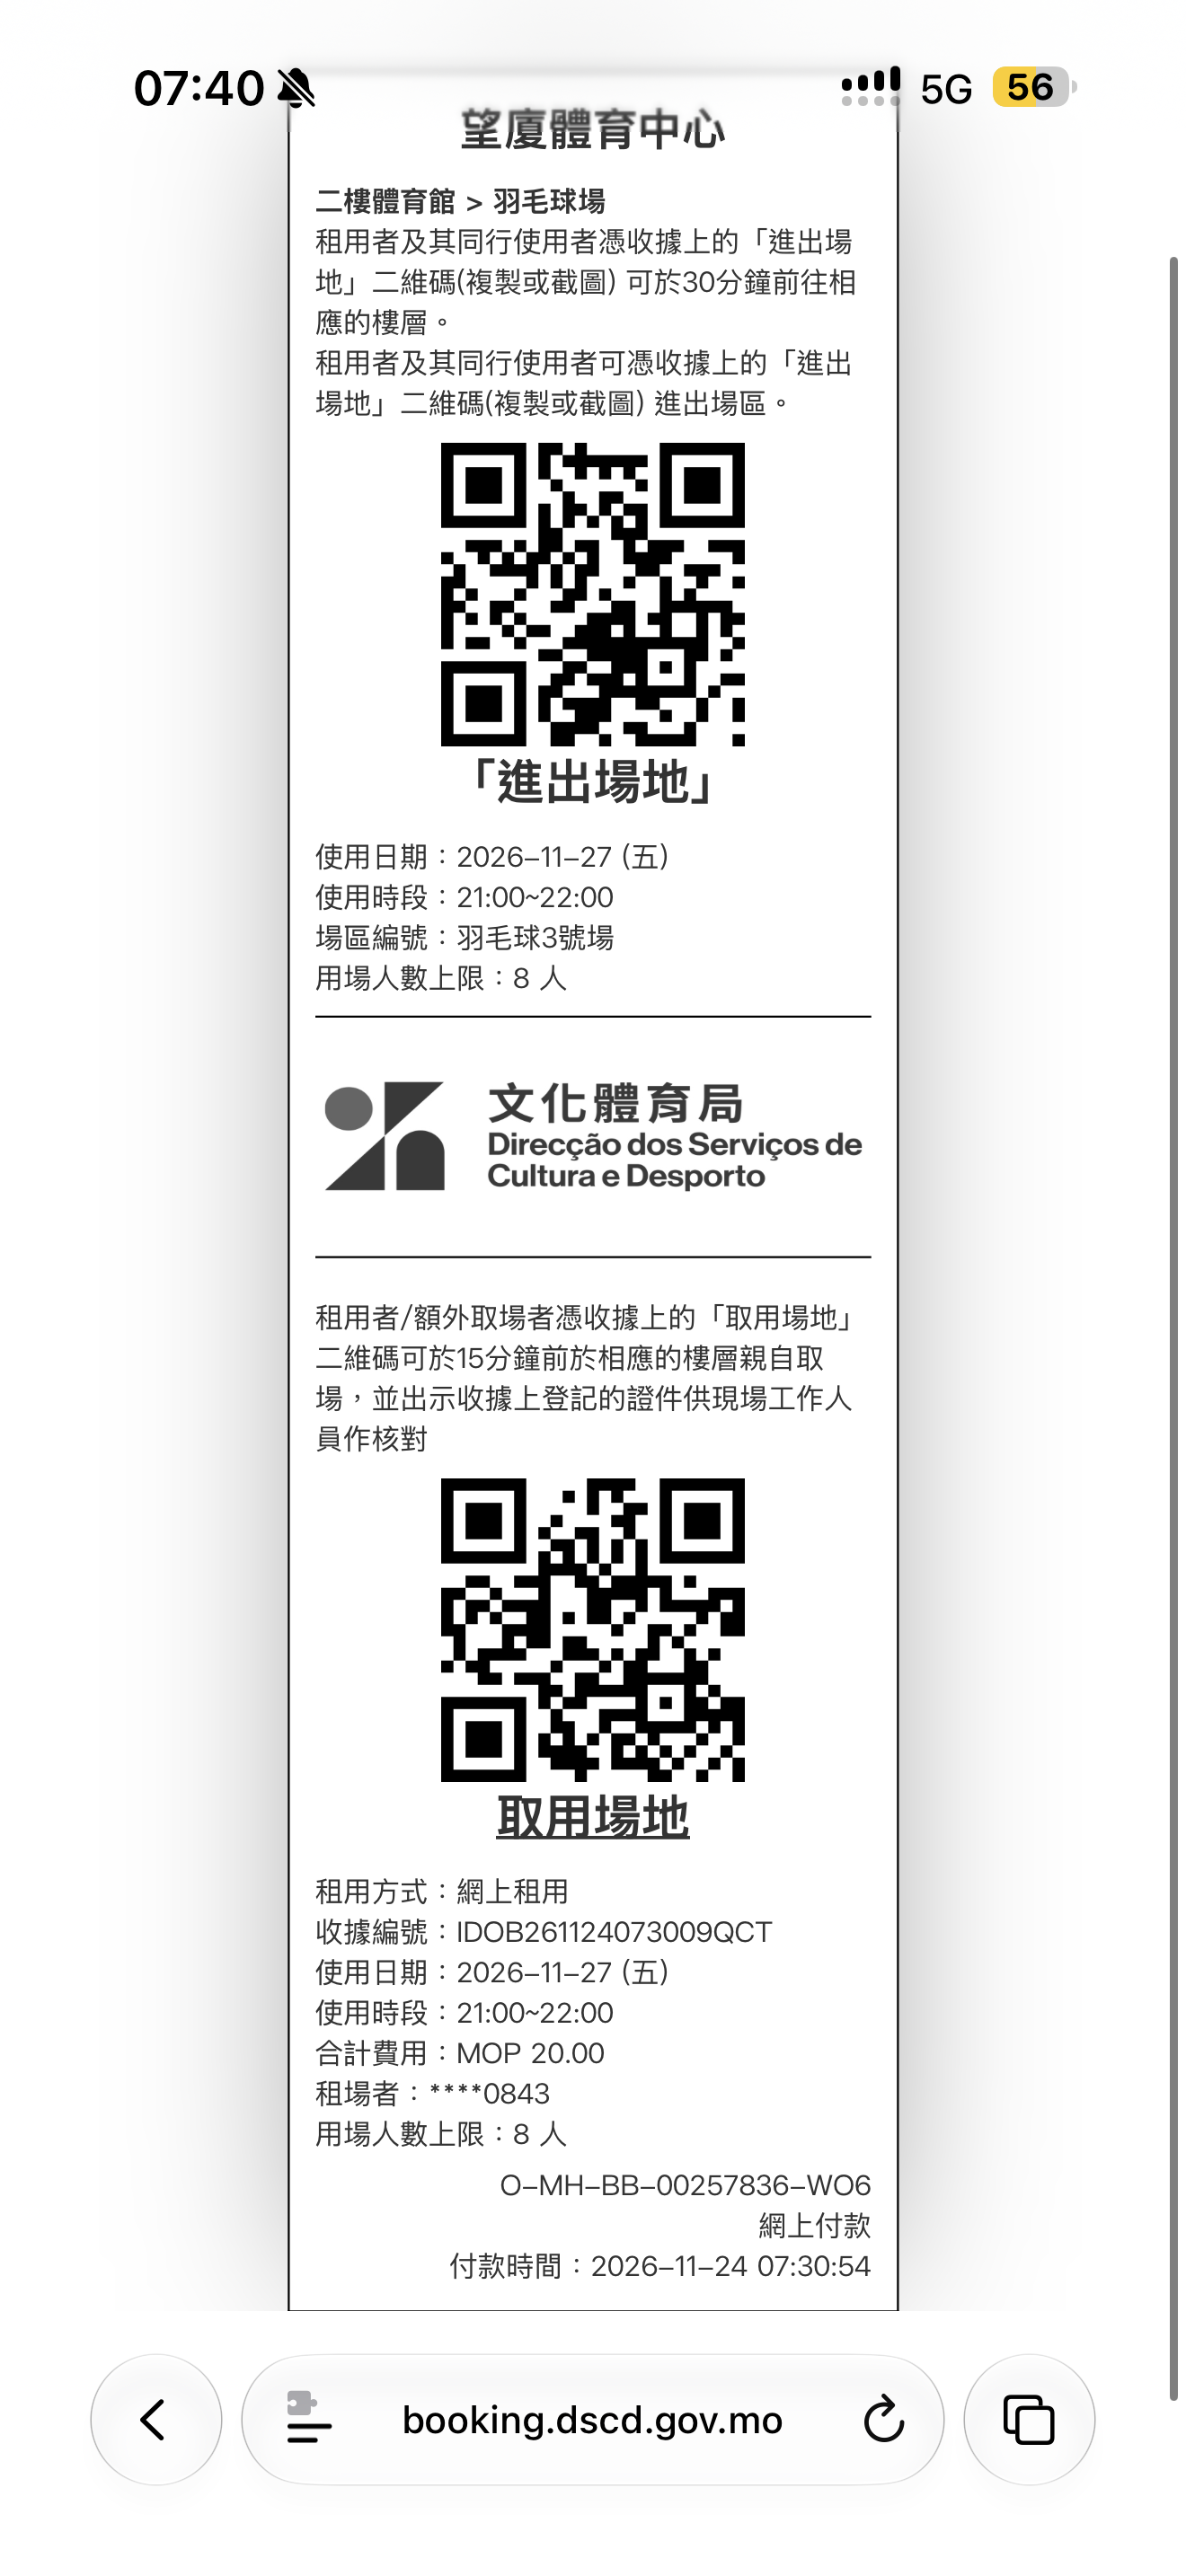 07:40
5G
56
望廈體育中心
二樓體育館 > 羽毛球場
租用者及其同行使用者憑收據上的「進出場
地」二維碼(複製或截圖) 可於30分鐘前往相
應的樓層。
租用者及其同行使用者可憑收據上的「進出
場地」二維碼(複製或截圖) 進出場區。
「進出場地」
使用日期：2026-11-27 (五)
使用時段：21:00~22:00
場區編號：羽毛球3號場
用場人數上限：8 人
文化體育局
Direcção dos Serviços de
Cultura e Desporto
租用者/額外取場者憑收據上的「取用場地」
二維碼可於15分鐘前於相應的樓層親自取
場，並出示收據上登記的證件供現場工作人
員作核對
取用場地
租用方式：網上租用
收據編號：IDOB261124073009QCT
使用日期：2026-11-27 (五)
使用時段：21:00~22:00
合計費用：MOP 20.00
租場者：****0843
用場人數上限：8 人
O-MH-BB-00257836-WO6
網上付款
付款時間：2026-11-24 07:30:54
booking.dscd.gov.mo